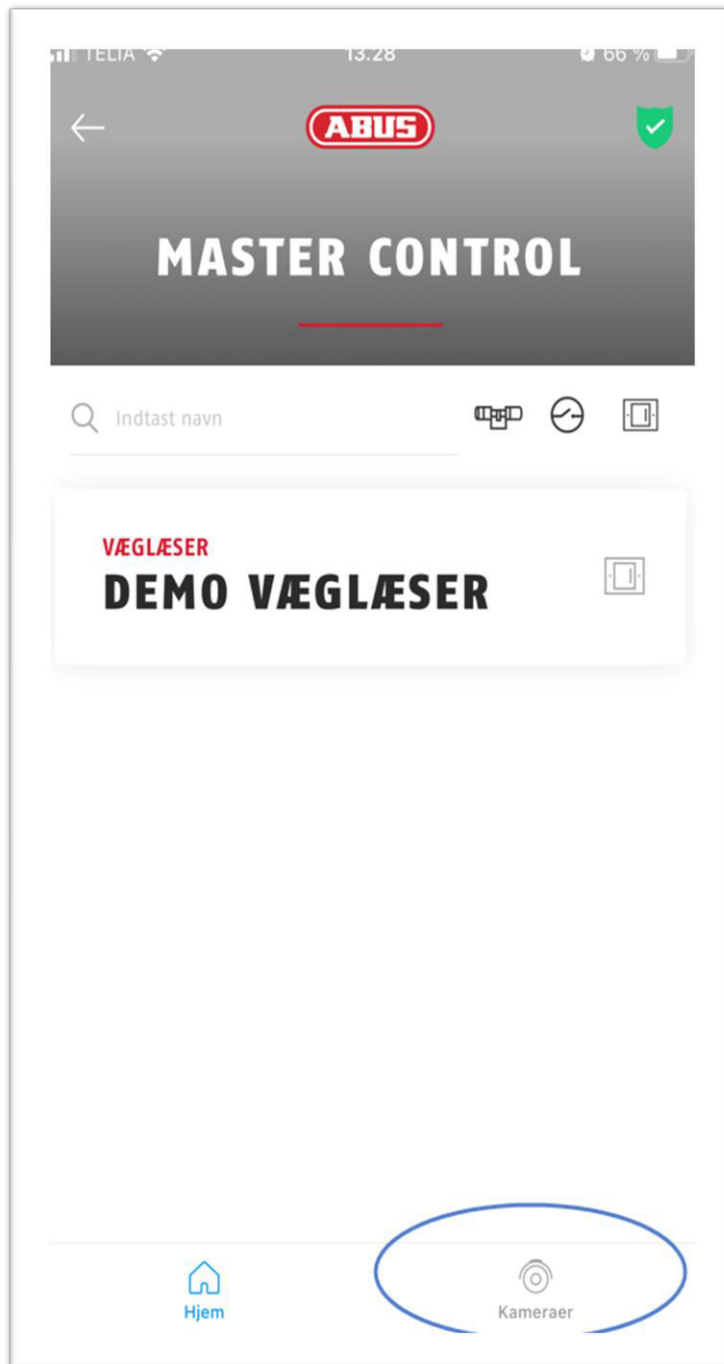 TELIA 13.28 66 %
ABUS
MASTER CONTROL
Indtast navn
VÆGLÆSER
DEMO VÆGLÆSER
Hjem Kameraer